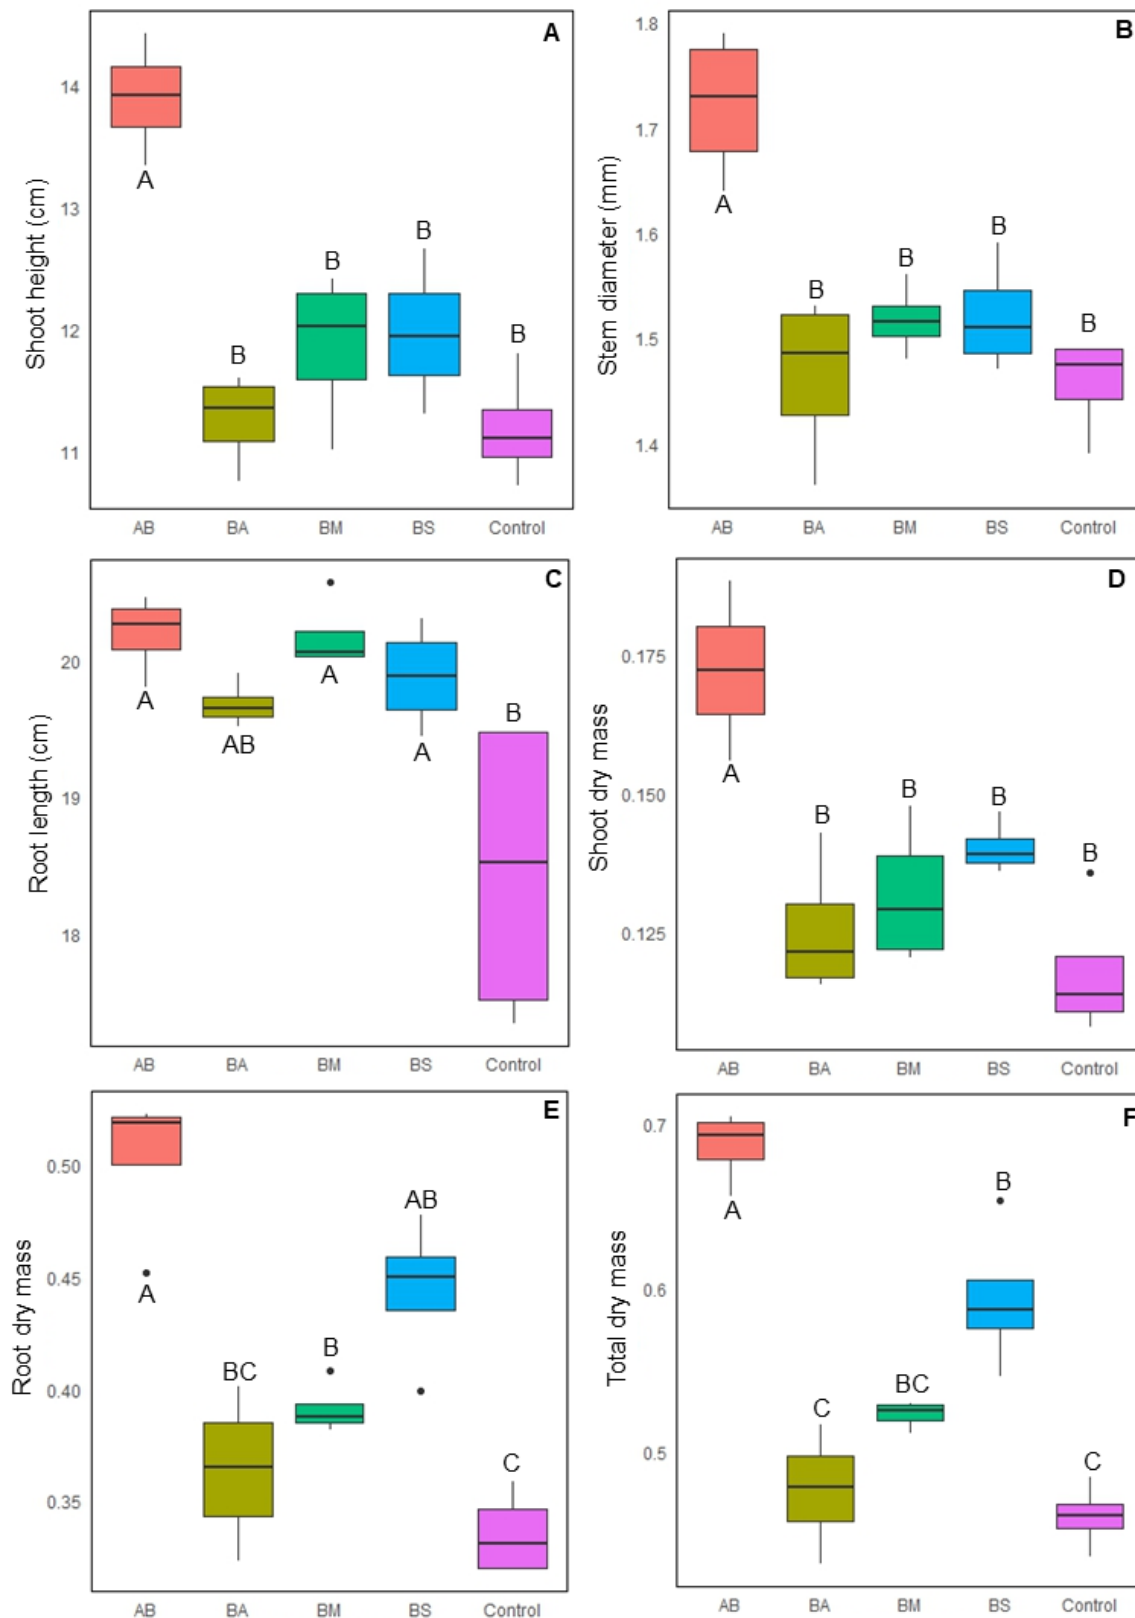 A
Shoot height (cm)
14
13
12
11
A
B
B
B
B
AB
BA
BM
BS
Control
B
Stem diameter (mm)
1.8
1.7
1.6
1.5
1.4
A
B
B
B
B
AB
BA
BM
BS
Control
C
Root length (cm)
20
19
18
A
AB
A
A
B
AB
BA
BM
BS
Control
D
Shoot dry mass
0.175
0.150
0.125
A
B
B
B
B
AB
BA
BM
BS
Control
E
Root dry mass
0.50
0.45
0.40
0.35
A
BC
B
AB
C
AB
BA
BM
BS
Control
F
Total dry mass
0.7
0.6
0.5
A
C
BC
B
C
AB
BA
BM
BS
Control